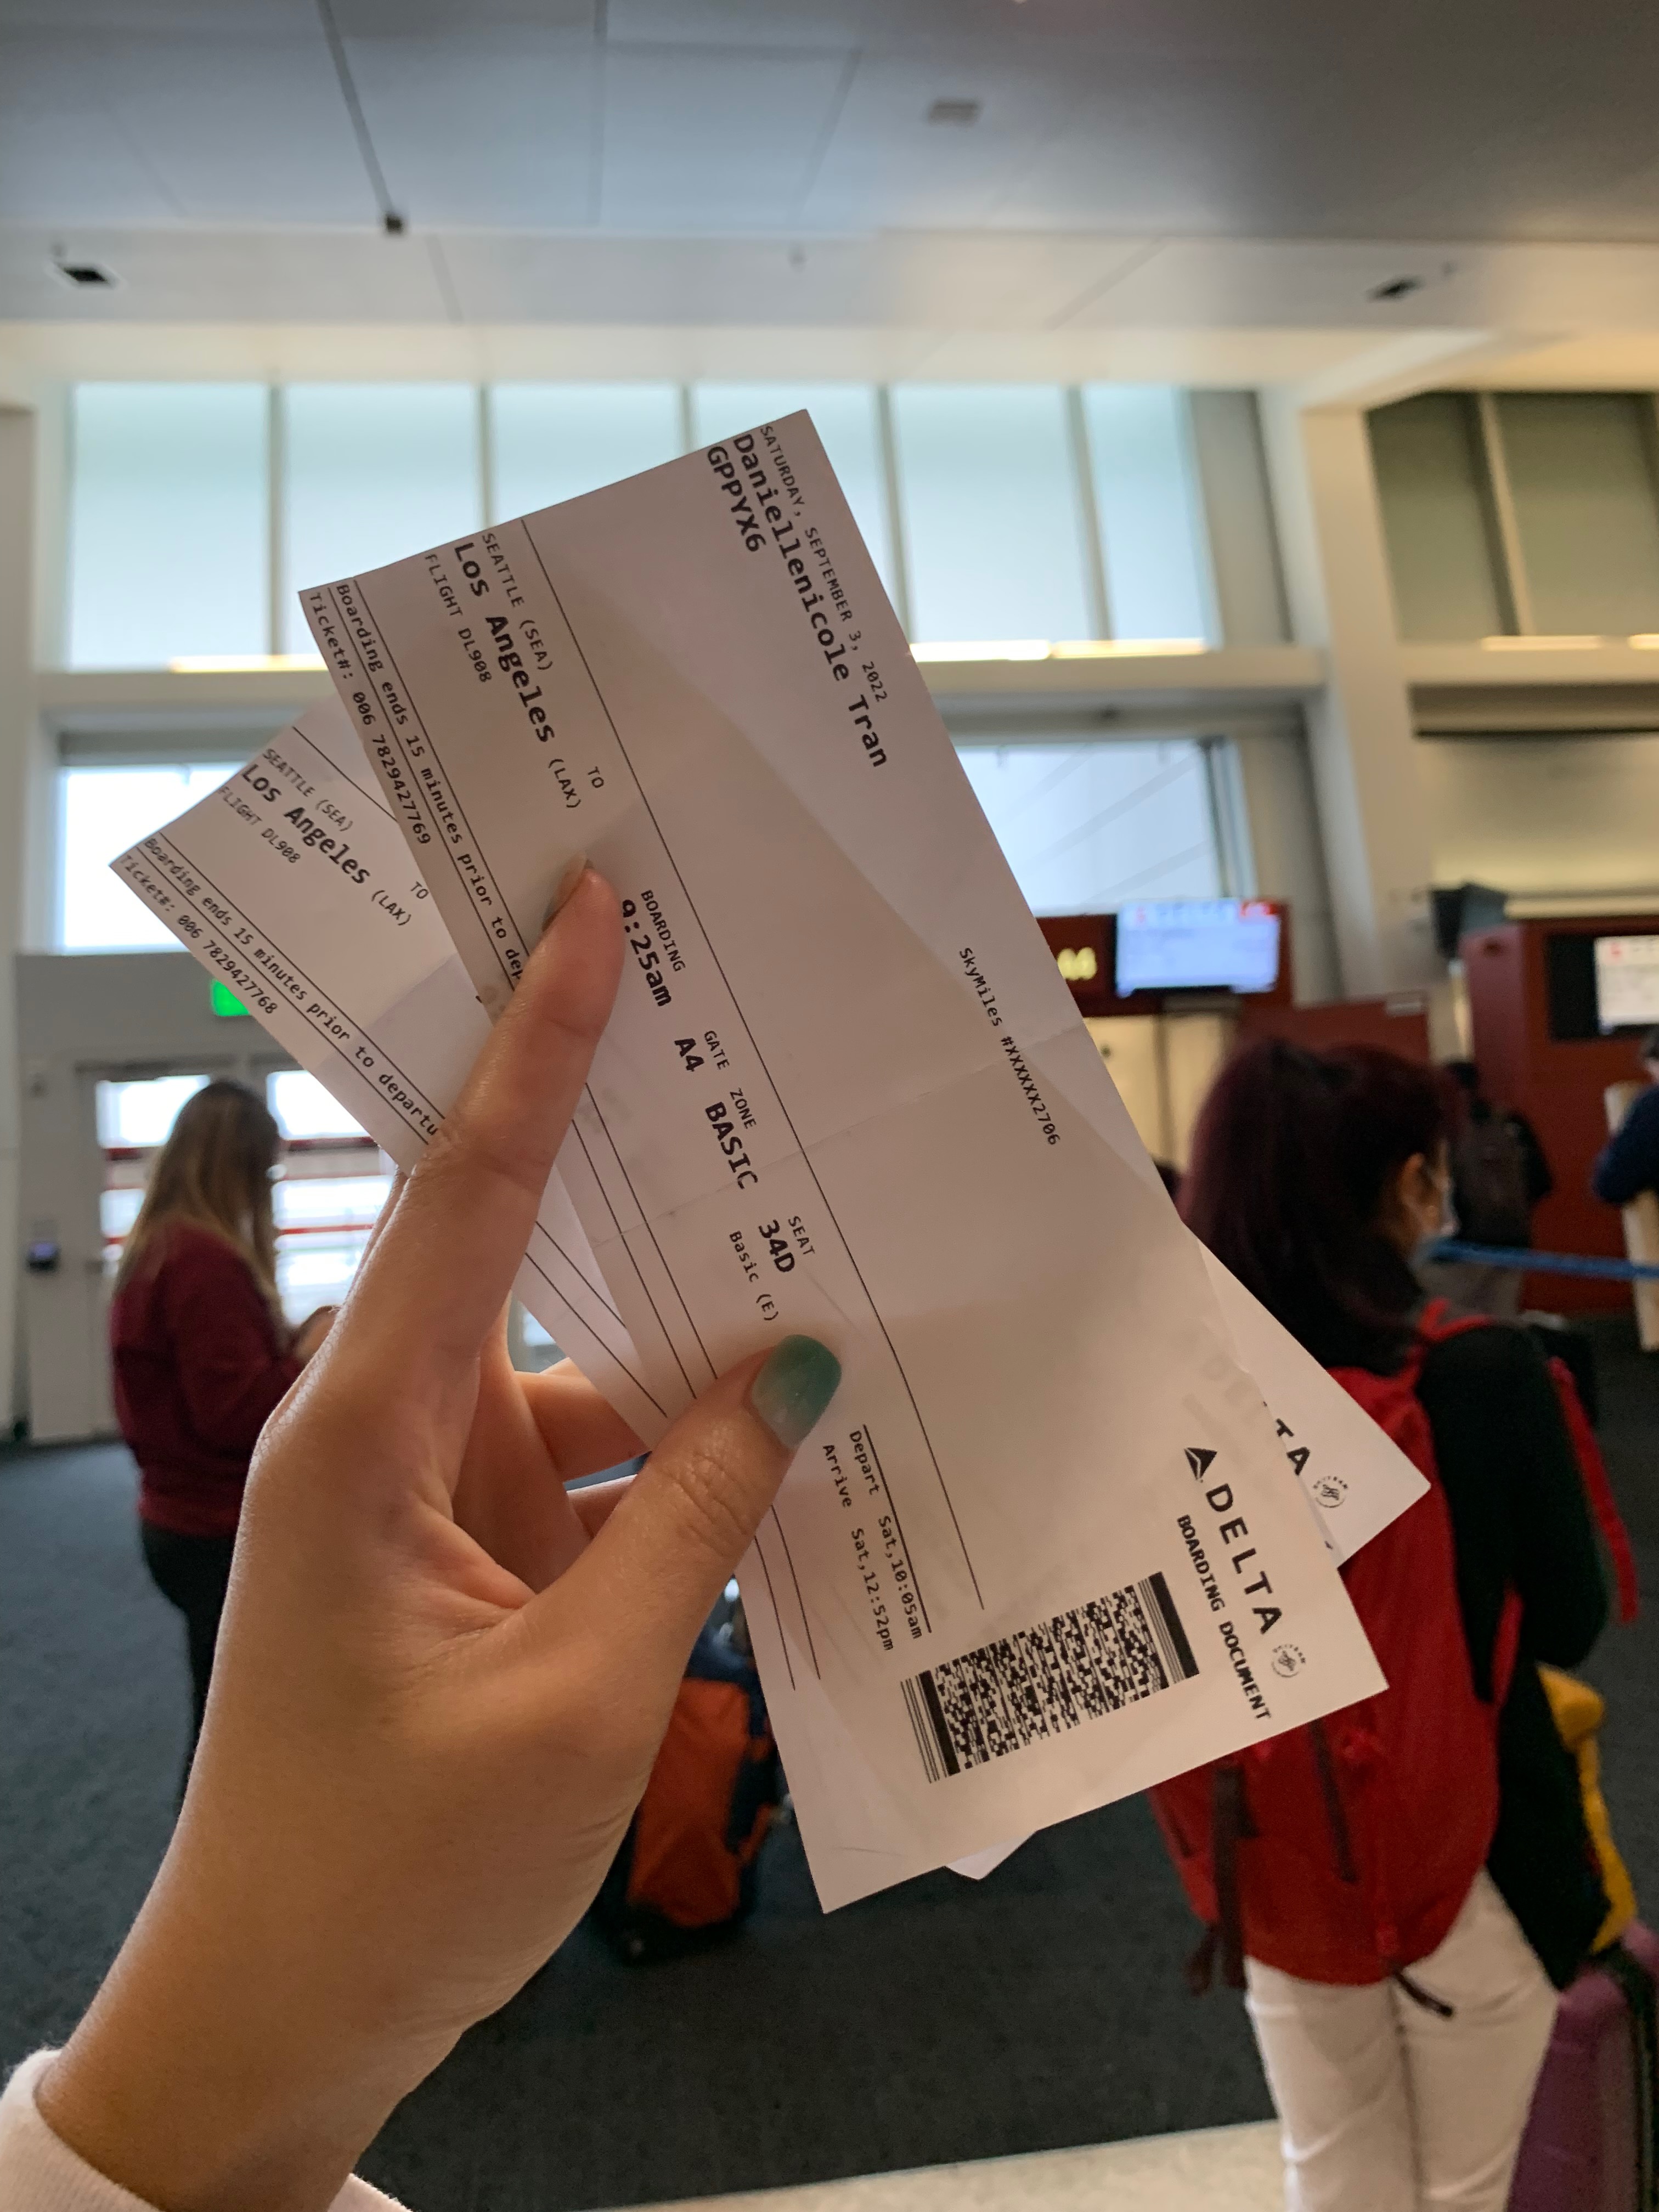 SATURDAY, SEPTEMBER 3, 2022
Daniellenicole Tran
GPPYX6
SkyMiles #XXXXXX2706
DELTA
BOARDING DOCUMENT
SEATTLE (SEA) TO
Los Angeles (LAX)
FLIGHT DL908
BOARDING
9:25am
GATE
A4
ZONE
BASIC
SEAT
34D
Basic (E)
Depart Sat,10:05am
Arrive Sat,12:52pm
Boarding ends 15 minutes prior to
Ticket#: 006 7829427769
SEATTLE (SEA) TO
Los Angeles (LAX)
FLIGHT DL908
Boarding ends 15 minutes prior to departu
Ticket#: 006 7829427768
TA